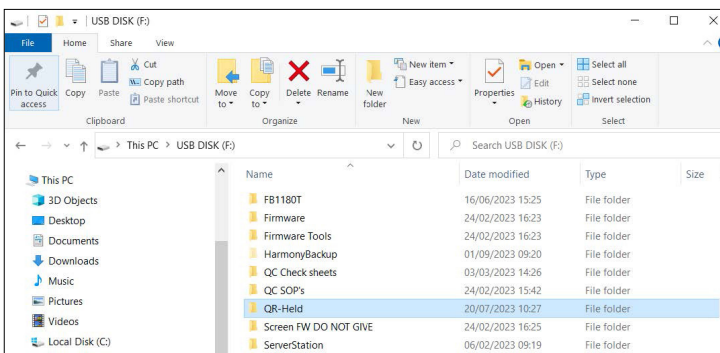 USB DISK (F:)
File Home Share View
Pin to Quick access
Copy
Paste
Cut
Copy path
Paste shortcut
Clipboard
Move to
Copy to
Delete
Rename
Organize
New folder
New item
Easy access
New
Properties
Open
Edit
History
Open
Select all
Select none
Invert selection
Select
This PC > USB DISK (F:)
Search USB DISK (F:)
This PC
3D Objects
Desktop
Documents
Downloads
Music
Pictures
Videos
Local Disk (C:)
Name Date modified Type Size
FB1180T 16/06/2023 15:25 File folder
Firmware 24/02/2023 16:23 File folder
Firmware Tools 24/02/2023 16:23 File folder
HarmonyBackup 01/09/2023 09:20 File folder
QC Check sheets 03/03/2023 14:26 File folder
QC SOP's 24/02/2023 15:42 File folder
QR-Held 20/07/2023 10:27 File folder
Screen FW DO NOT GIVE 24/02/2023 16:25 File folder
ServerStation 06/02/2023 09:19 File folder